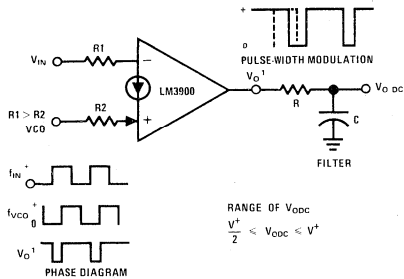 +
0
PULSE-WIDTH MODULATION
VIN
R1
−
LM3900
VO1
R
VO DC
R1 > R2
VCO
R2
+
C
FILTER
fIN +
0
fVCO +
0
VO1
PHASE DIAGRAM
RANGE OF VODC
V+/2 ≤ VODC ≤ V+